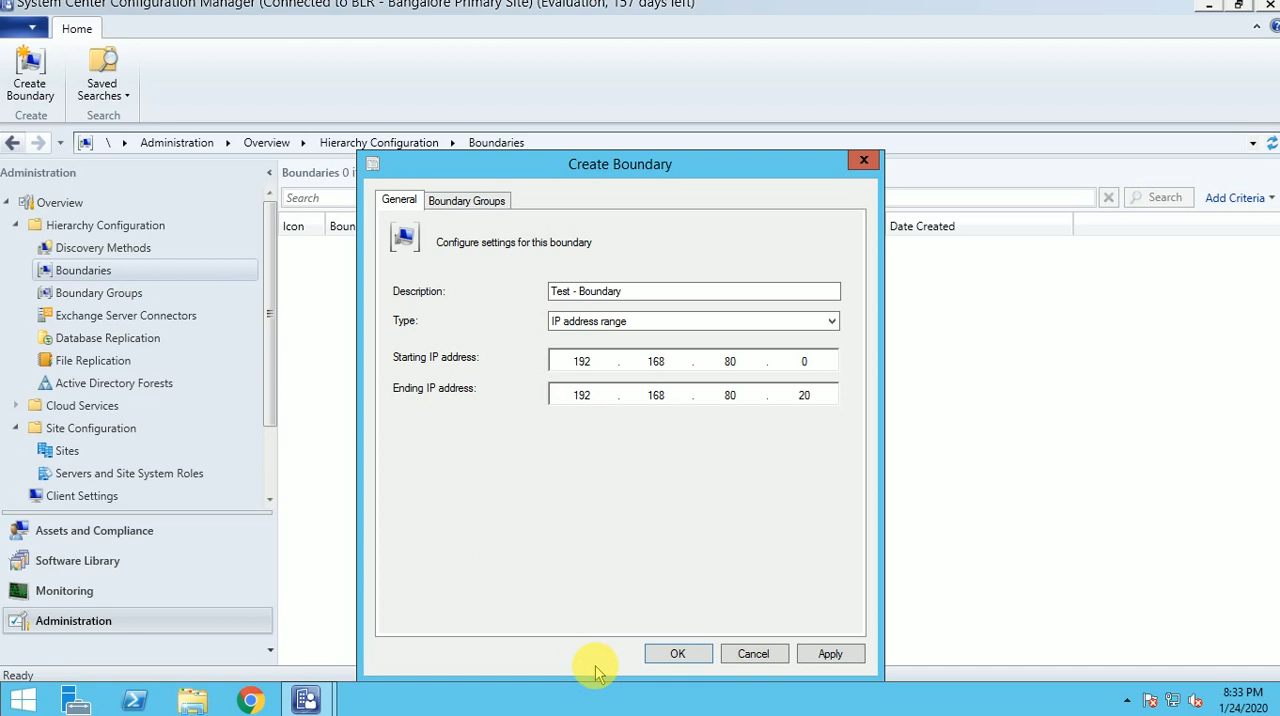 System Center Configuration Manager (Connected to BLR - Bangalore Primary Site) (Evaluation, 157 days left)
Home
Create Boundary
Saved Searches
Create
Search
\ Administration Overview Hierarchy Configuration Boundaries
Administration
Boundaries 0
Search
Search
Add Criteria
Icon
Date Created
Overview
Hierarchy Configuration
Discovery Methods
Boundaries
Boundary Groups
Exchange Server Connectors
Database Replication
File Replication
Active Directory Forests
Cloud Services
Site Configuration
Sites
Servers and Site System Roles
Client Settings
Assets and Compliance
Software Library
Monitoring
Administration
Create Boundary
General
Boundary Groups
Configure settings for this boundary
Description: Test - Boundary
Type: IP address range
Starting IP address: 192 . 168 . 80 . 0
Ending IP address: 192 . 168 . 80 . 20
OK
Cancel
Apply
Ready
8:33 PM
1/24/2020